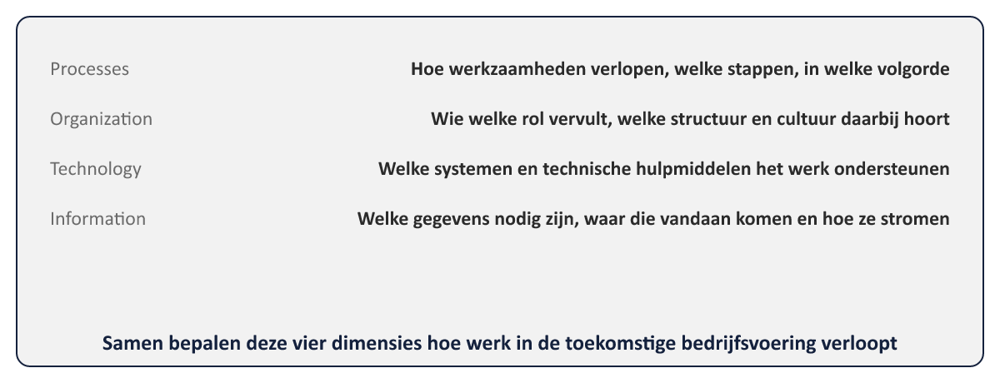 Processes Hoe werkzaamheden verlopen, welke stappen, in welke volgorde
Organization Wie welke rol vervult, welke structuur en cultuur daarbij hoort
Technology Welke systemen en technische hulpmiddelen het werk ondersteunen
Information Welke gegevens nodig zijn, waar die vandaan komen en hoe ze stromen
Samen bepalen deze vier dimensies hoe werk in de toekomstige bedrijfsvoering verloopt